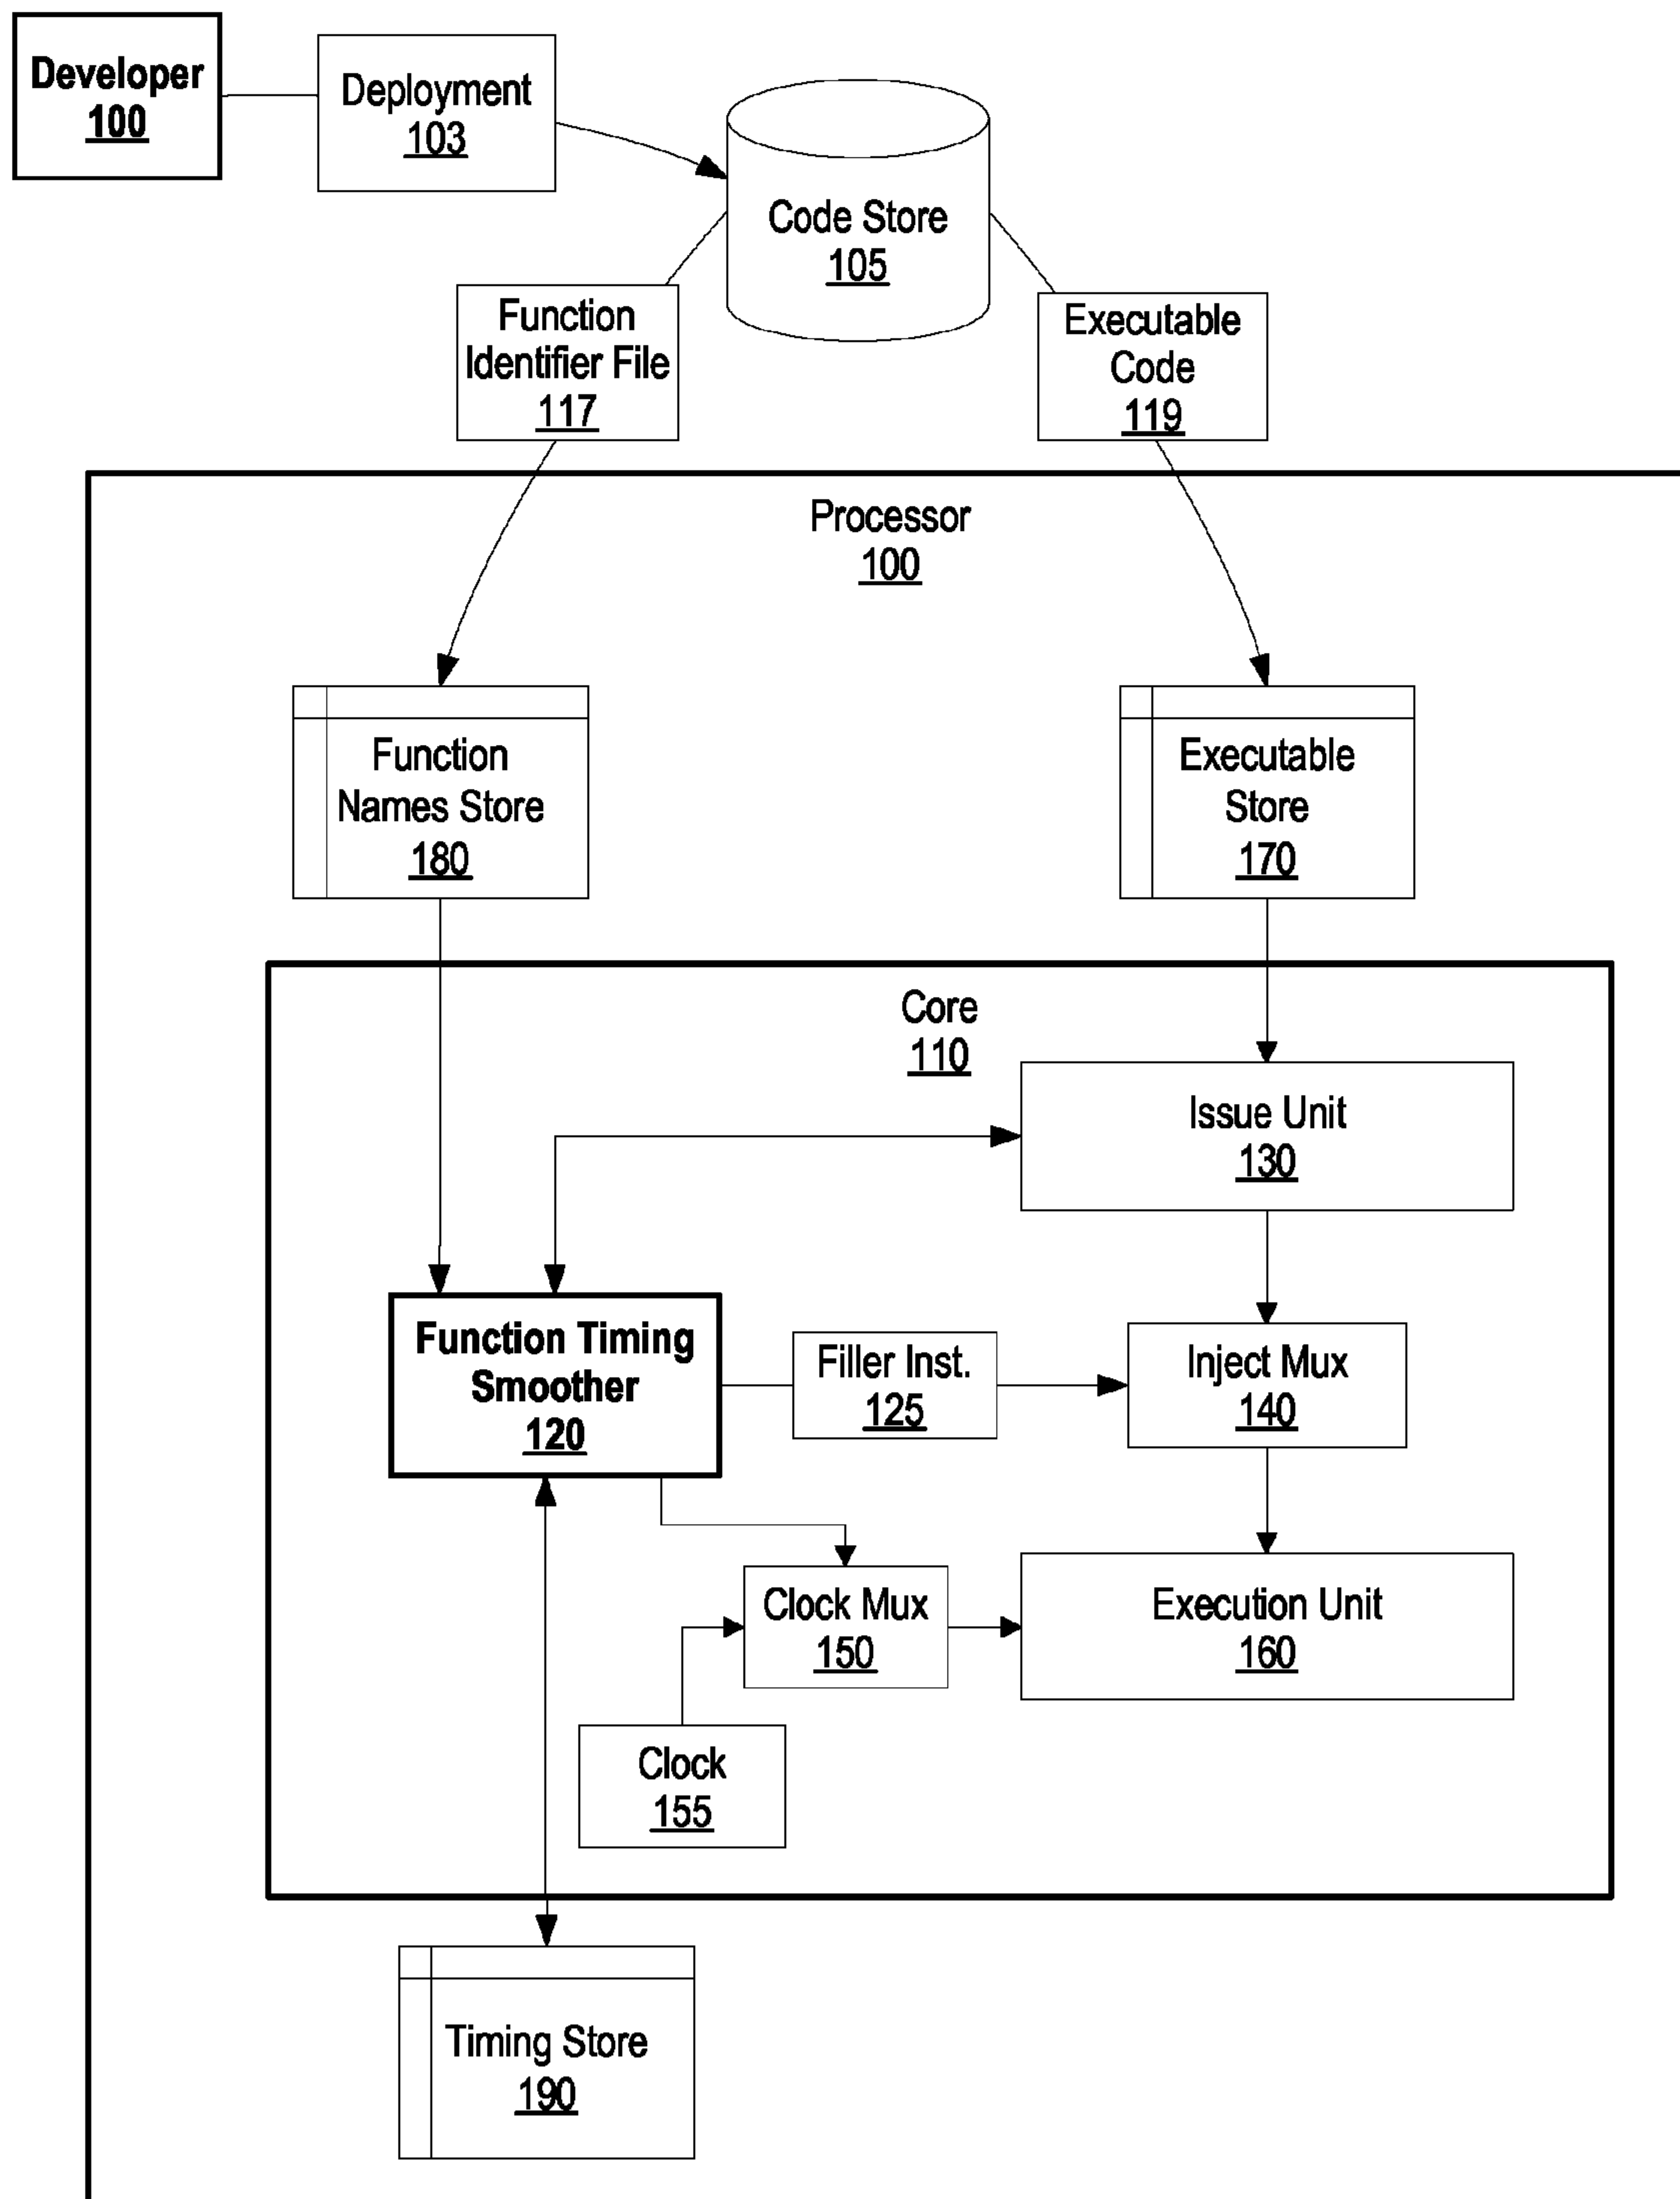 Developer
100
Deployment
103
Code Store
105
Function
Identifier File
117
Executable
Code
119
Processor
100
Function
Names Store
180
Executable
Store
170
Core
110
Issue Unit
130
Function Timing
Smoother
120
Filler Inst.
125
Inject Mux
140
Clock Mux
150
Execution Unit
160
Clock
155
Timing Store
190